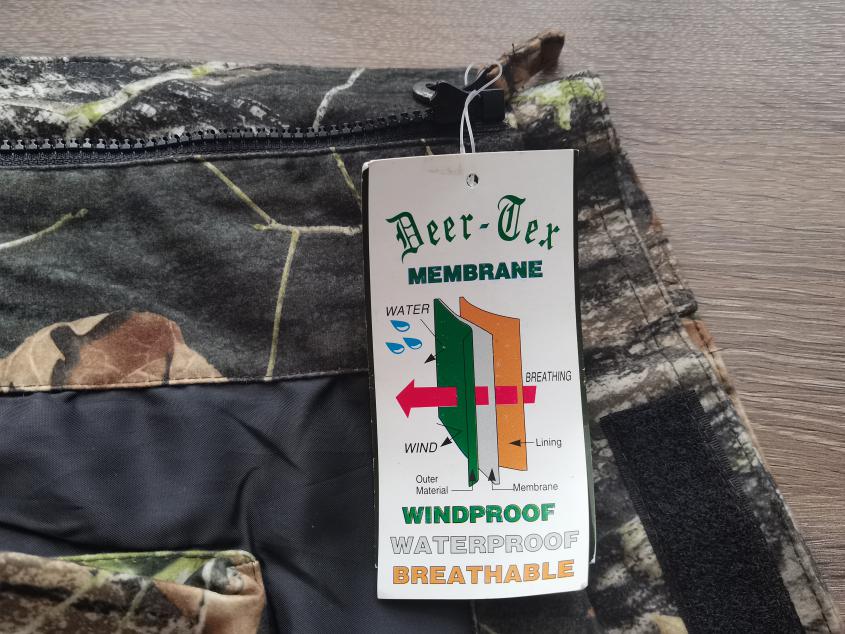 Deer-Tex
MEMBRANE
WATER
BREATHING
WIND
Lining
Outer
Material
Membrane
WINDPROOF
WATERPROOF
BREATHABLE